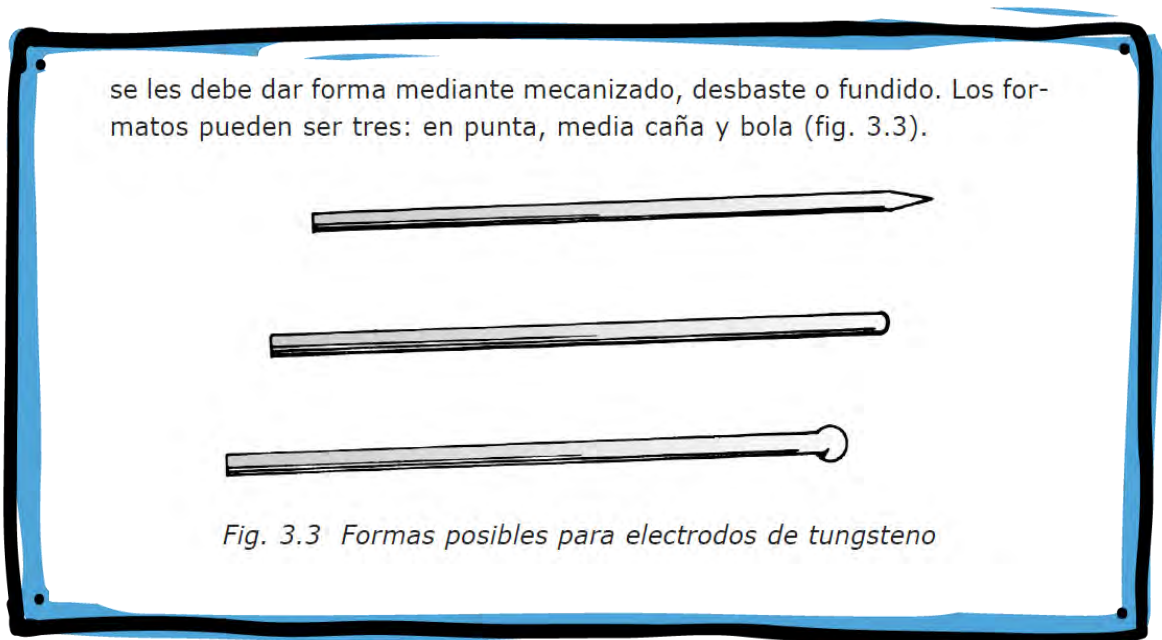 se les debe dar forma mediante mecanizado, desbaste o fundido. Los for-
matos pueden ser tres: en punta, media caña y bola (fig. 3.3).
Fig. 3.3 Formas posibles para electrodos de tungsteno